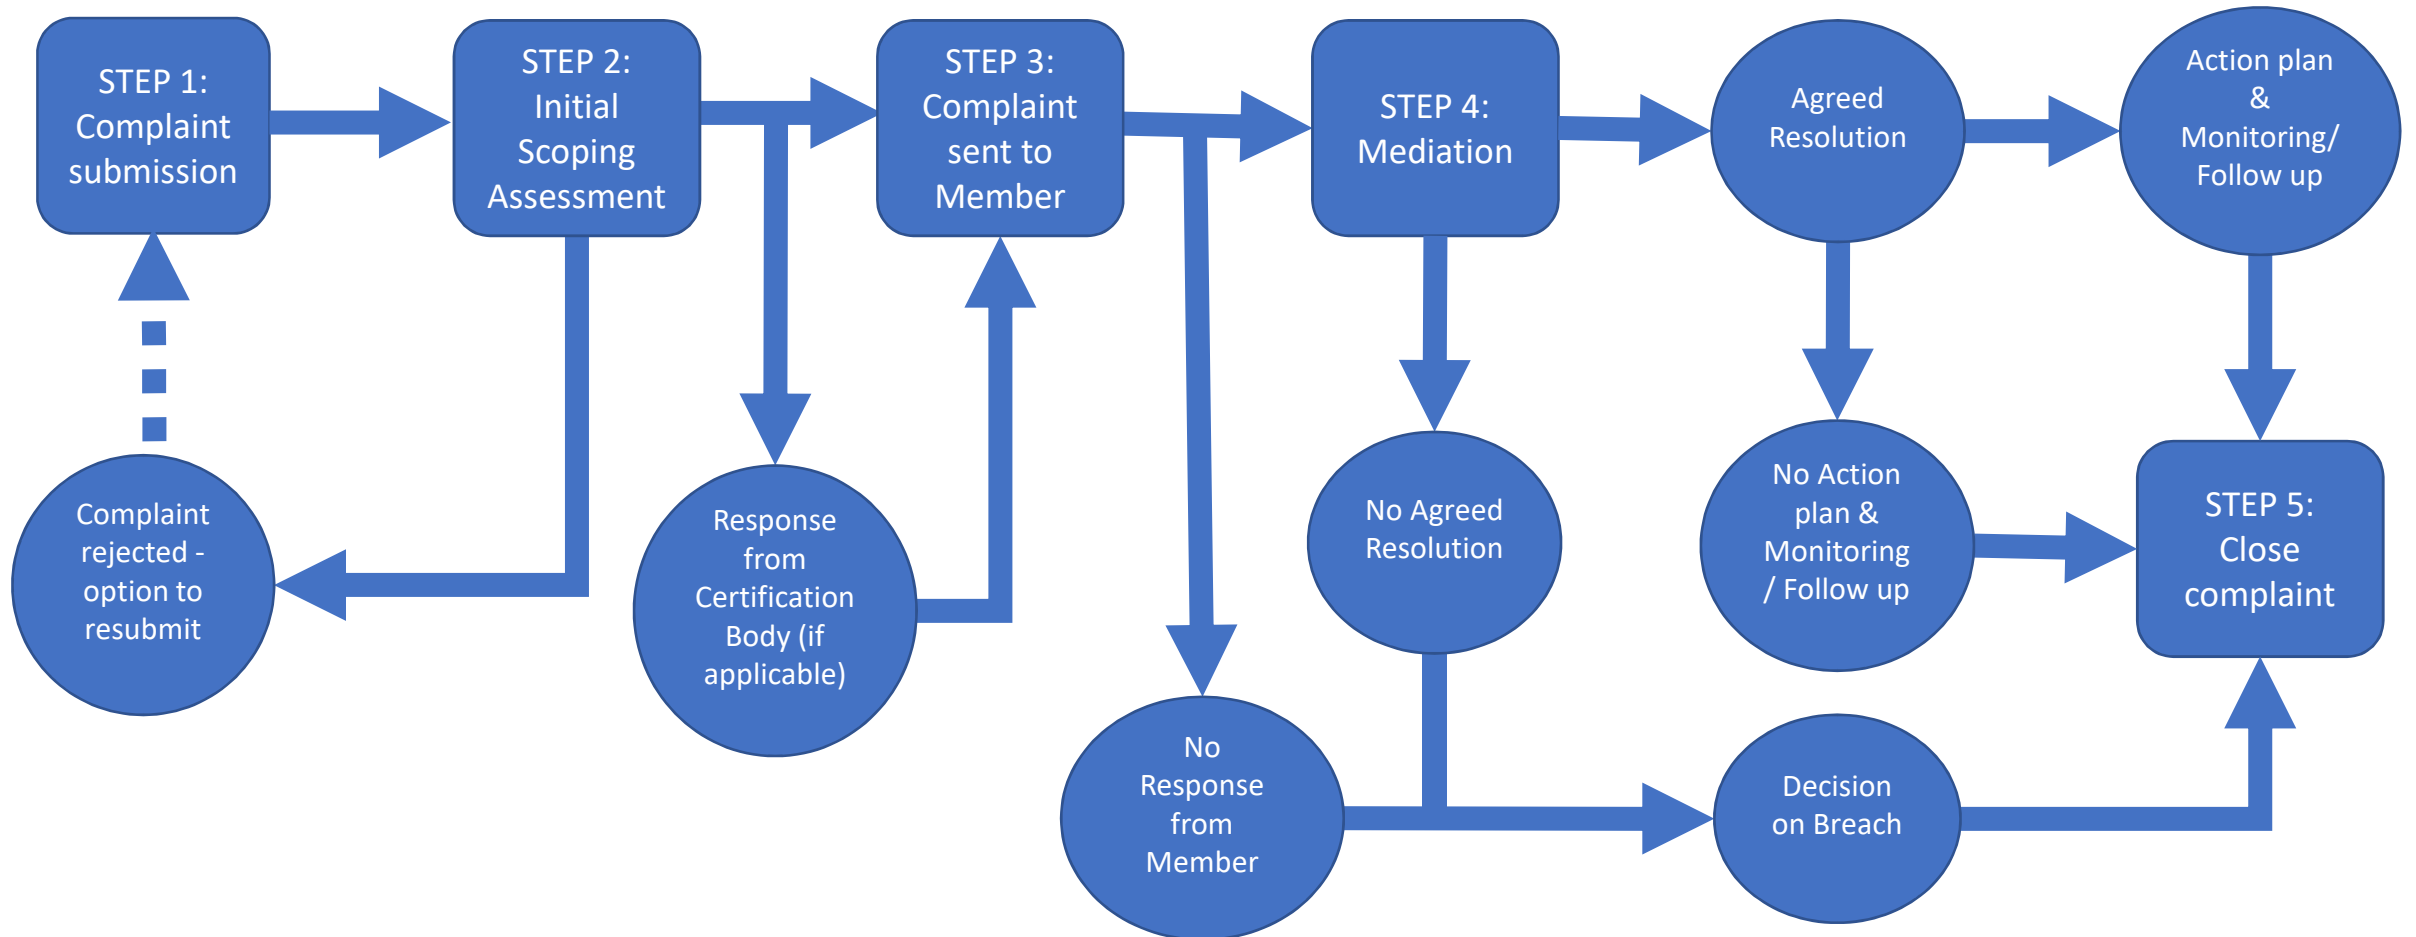 STEP 1:
Complaint
submission
STEP 2:
Initial
Scoping
Assessment
STEP 3:
Complaint
sent to
Member
STEP 4:
Mediation
Agreed
Resolution
Action plan
&
Monitoring/
Follow up
Complaint
rejected -
option to
resubmit
Response
from
Certification
Body (if
applicable)
No
Response
from
Member
No Agreed
Resolution
No Action
plan &
Monitoring
/ Follow up
Decision
on Breach
STEP 5:
Close
complaint